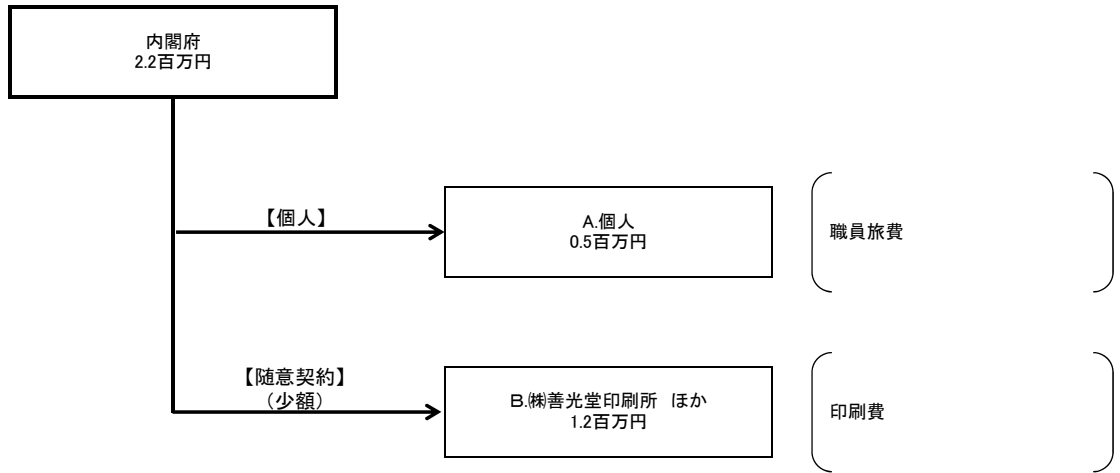 内閣府
2.2百万円
【個人】
A.個人
0.5百万円
職員旅費
【随意契約】
（少額）
B.㈱善光堂印刷所　ほか
1.2百万円
印刷費